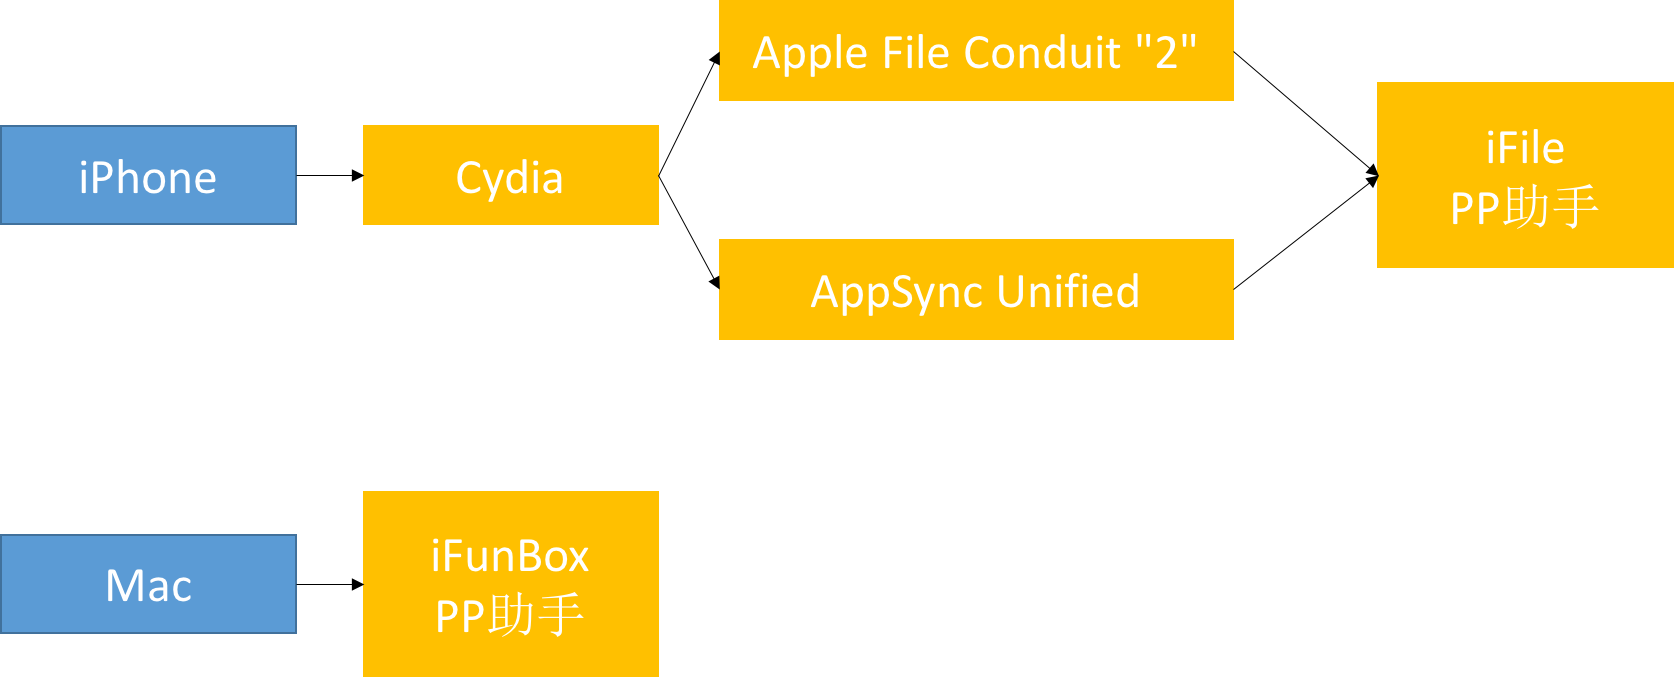 Apple File Conduit "2"
iPhone
Cydia
iFile
PP助手
AppSync Unified
Mac
iFunBox
PP助手